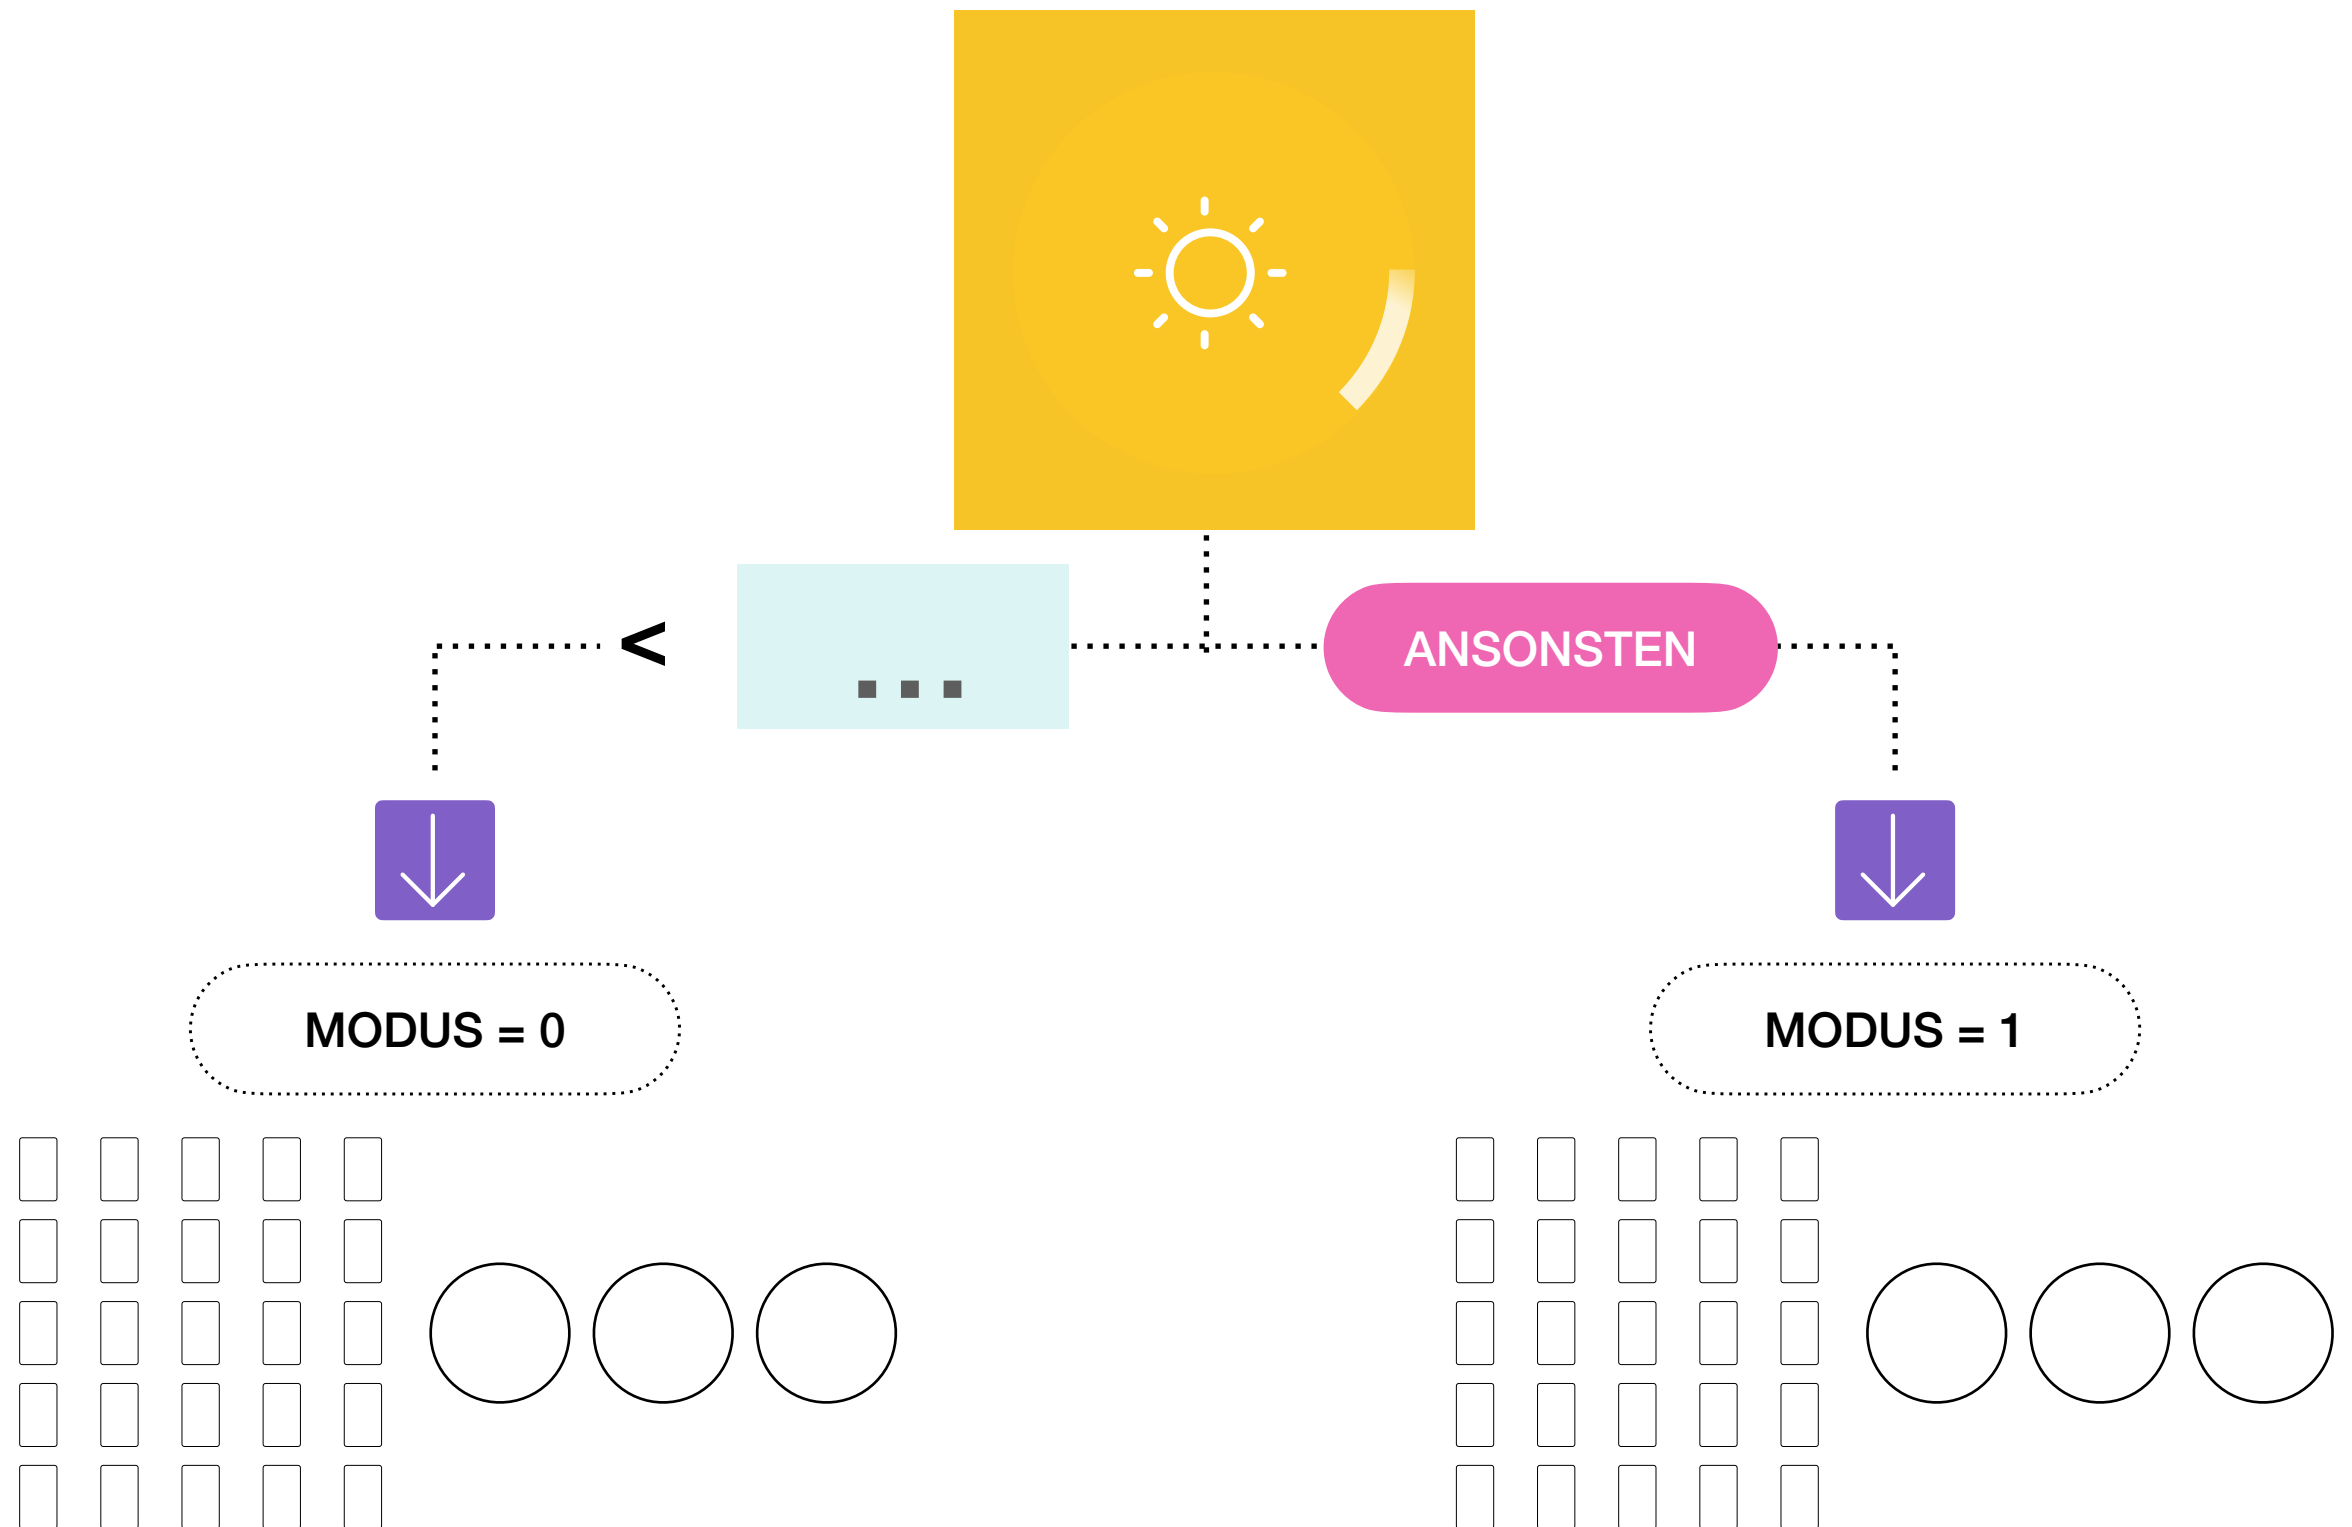 < ... ANSONSTEN
MODUS = 0
MODUS = 1